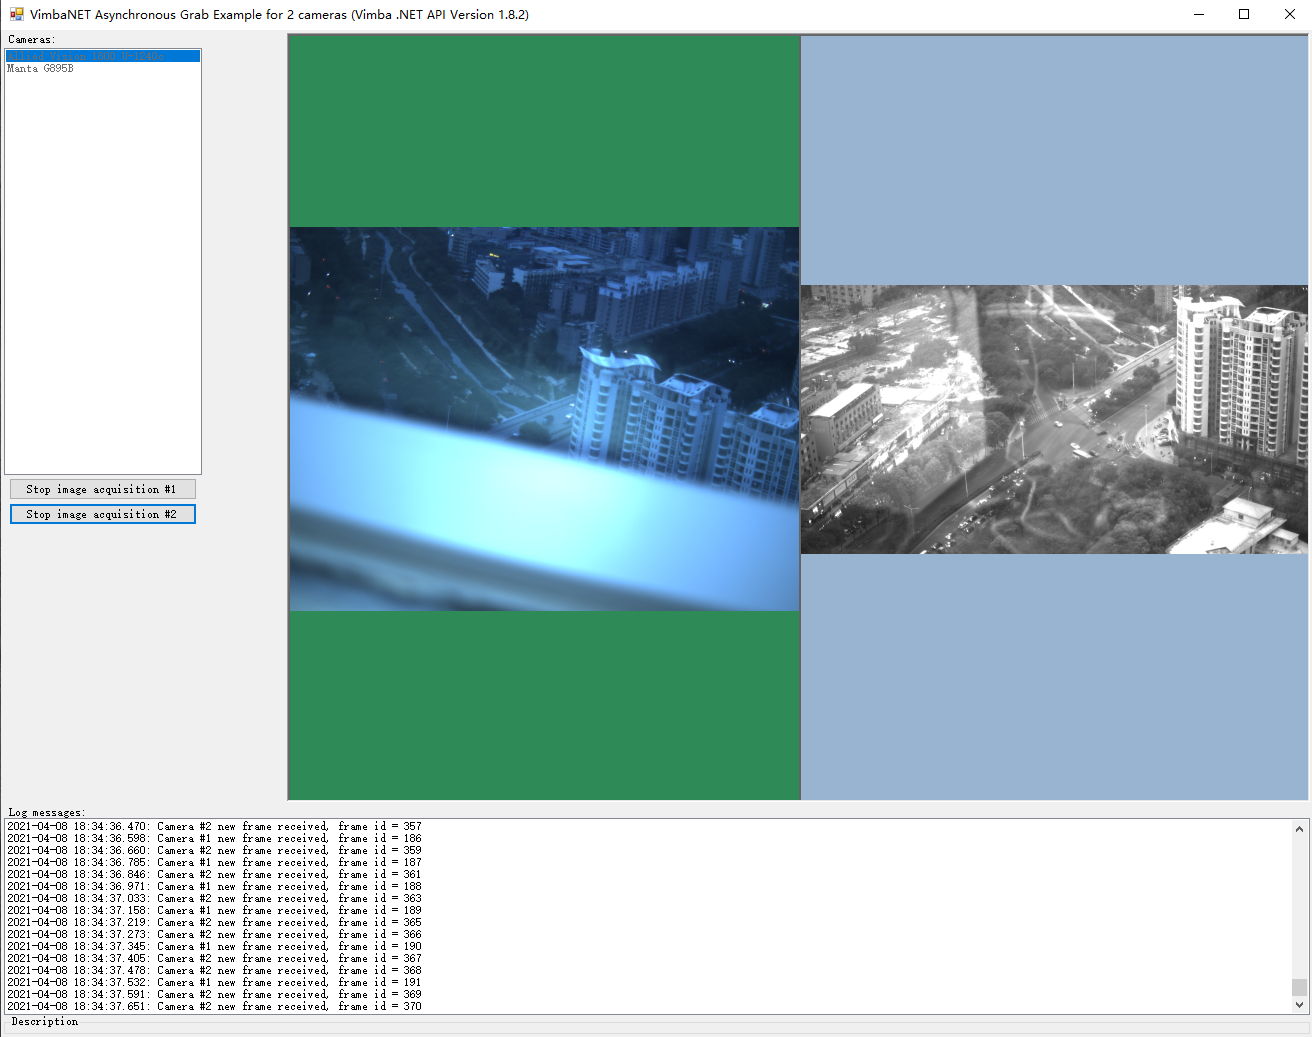 VimbaNET Asynchronous Grab Example for 2 cameras (Vimba .NET API Version 1.8.2)
Cameras:
Manta G895B
Stop image acquisition #1
Stop image acquisition #2
Log messages:
2021-04-08 18:34:36.470: Camera #2 new frame received, frame id = 357
2021-04-08 18:34:36.598: Camera #1 new frame received, frame id = 186
2021-04-08 18:34:36.660: Camera #2 new frame received, frame id = 359
2021-04-08 18:34:36.785: Camera #1 new frame received, frame id = 187
2021-04-08 18:34:36.846: Camera #2 new frame received, frame id = 361
2021-04-08 18:34:36.971: Camera #1 new frame received, frame id = 188
2021-04-08 18:34:37.033: Camera #2 new frame received, frame id = 363
2021-04-08 18:34:37.158: Camera #1 new frame received, frame id = 189
2021-04-08 18:34:37.219: Camera #2 new frame received, frame id = 365
2021-04-08 18:34:37.273: Camera #2 new frame received, frame id = 366
2021-04-08 18:34:37.345: Camera #1 new frame received, frame id = 190
2021-04-08 18:34:37.405: Camera #2 new frame received, frame id = 367
2021-04-08 18:34:37.478: Camera #2 new frame received, frame id = 368
2021-04-08 18:34:37.532: Camera #1 new frame received, frame id = 191
2021-04-08 18:34:37.591: Camera #2 new frame received, frame id = 369
2021-04-08 18:34:37.651: Camera #2 new frame received, frame id = 370
Description